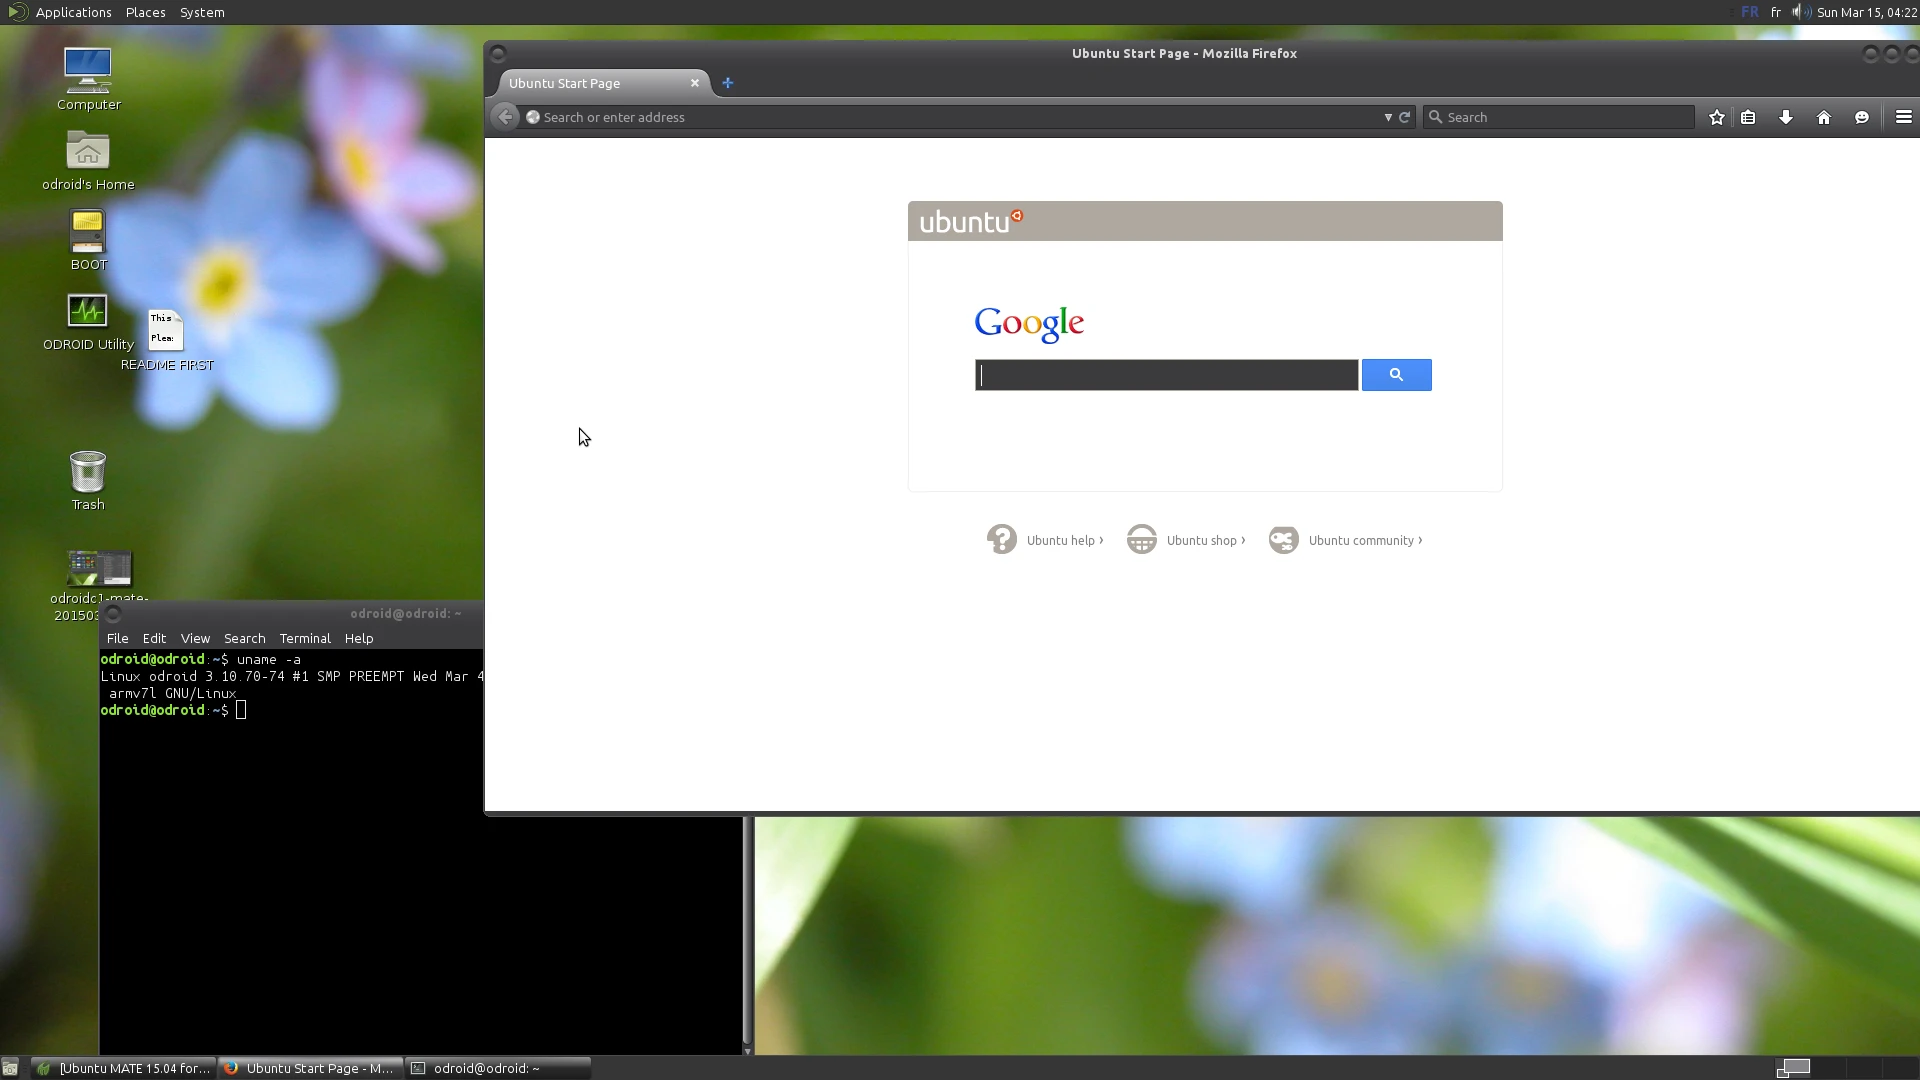 Applications Places System
FR fr Sun Mar 15, 04:22
Computer
odroid's Home
BOOT
ODROID Utility
This
Plea:
README FIRST
Trash
odroidc1-mate-
20150
Ubuntu Start Page - Mozilla Firefox
Ubuntu Start Page
Search or enter address
Search
ubuntu
Google
Ubuntu help ›
Ubuntu shop ›
Ubuntu community ›
odroid@odroid: ~
File Edit View Search Terminal Help
odroid@odroid:~$ uname -a
Linux odroid 3.10.70-74 #1 SMP PREEMPT Wed Mar 4
armv7l GNU/Linux
odroid@odroid:~$
[Ubuntu MATE 15.04 for...
Ubuntu Start Page - M...
odroid@odroid: ~